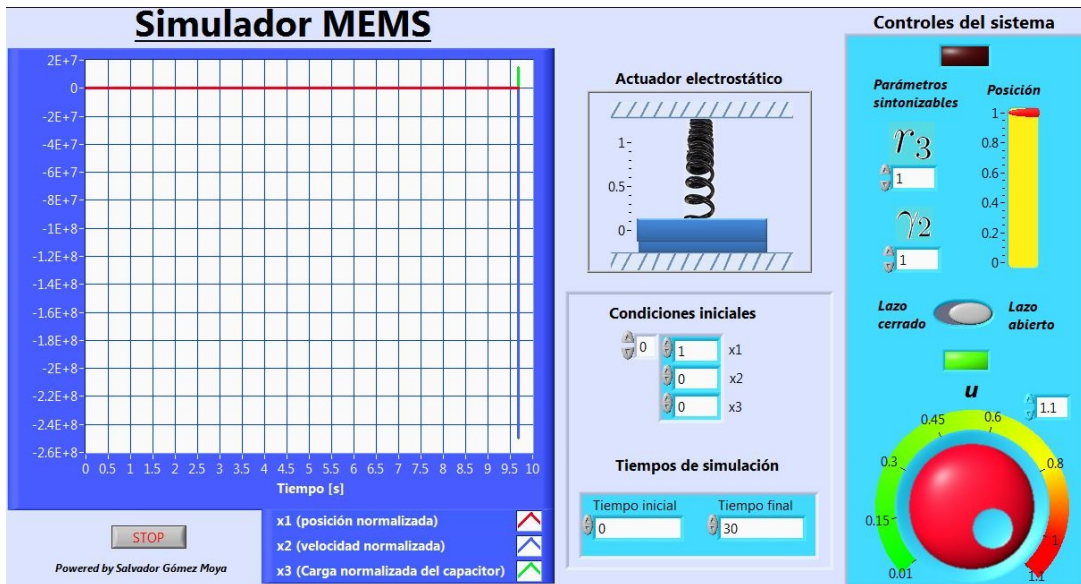 Simulador MEMS
2E+7
0
-2E+7
-4E+7
-6E+7
-8E+7
-1E+8
-1.2E+8
-1.4E+8
-1.6E+8
-1.8E+8
-2E+8
-2.2E+8
-2.4E+8
-2.6E+8
0 0.5 1 1.5 2 2.5 3 3.5 4 4.5 5 5.5 6 6.5 7 7.5 8 8.5 9 9.5 10
Tiempo [s]
STOP
Powered by Salvador Gómez Moya
x1 (posición normalizada)
x2 (velocidad normalizada)
x3 (Carga normalizada del capacitor)
Actuador electrostático
1
0.5
0
Condiciones iniciales
0 1 x1
0 x2
0 x3
Tiempos de simulación
Tiempo inicial Tiempo final
0 30
Controles del sistema
Parámetros
sintonizables
r3
1
γ2
1
Posición
1
0.8
0.6
0.4
0.2
0
Lazo
cerrado
Lazo
abierto
u
1.1
0.01
0.15
0.3
0.45
0.6
0.8
1
1.1